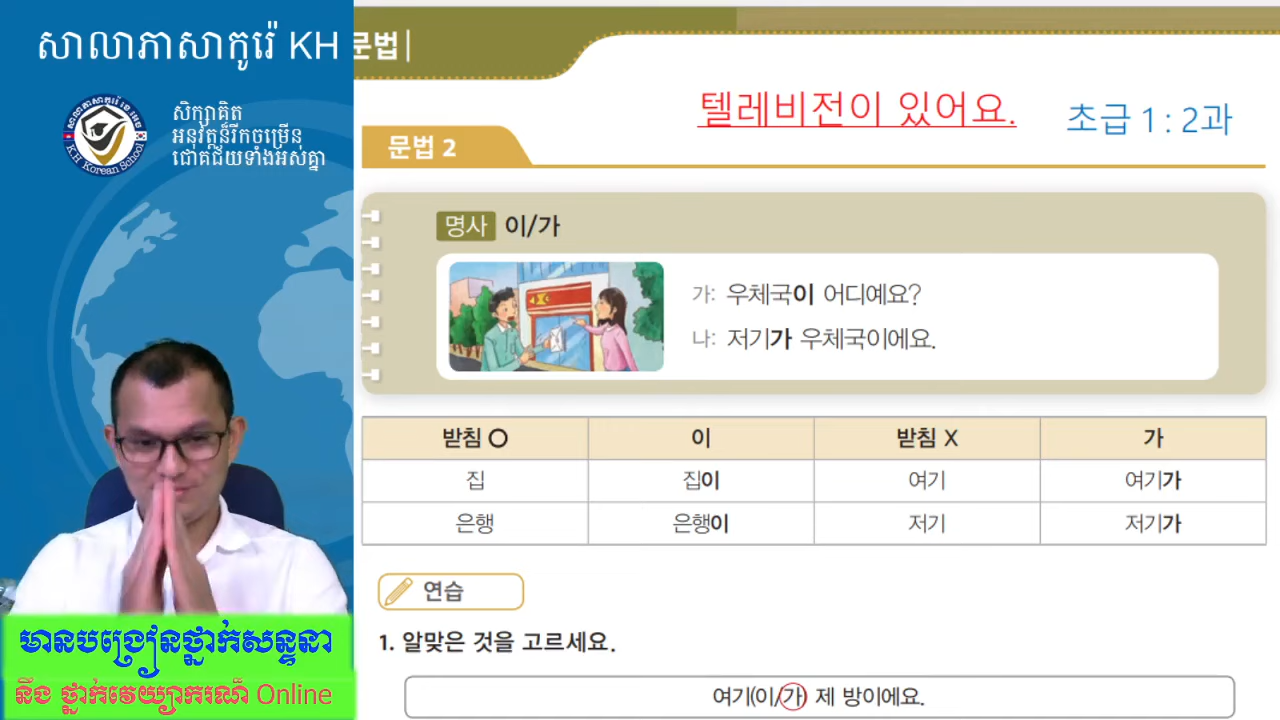 សាលាភាសាកូរ៉េ KH
សិក្សាគិត
អនុវត្តន៍រីកចម្រើន
ជោគជ័យទាំងអស់គ្នា
K.H Korean School
មានបង្រៀនថ្នាក់សន្ទនា
នឹង ថ្នាក់វេយ្យាករណ៍ Online
문법
텔레비전이 있어요.
초급 1 : 2과
문법 2
명사 이/가
가: 우체국이 어디예요?
나: 저기가 우체국이에요.
받침 O 이 받침 X 가
집 집이 여기 여기가
은행 은행이 저기 저기가
연습
1. 알맞은 것을 고르세요.
여기(이/가) 제 방이에요.